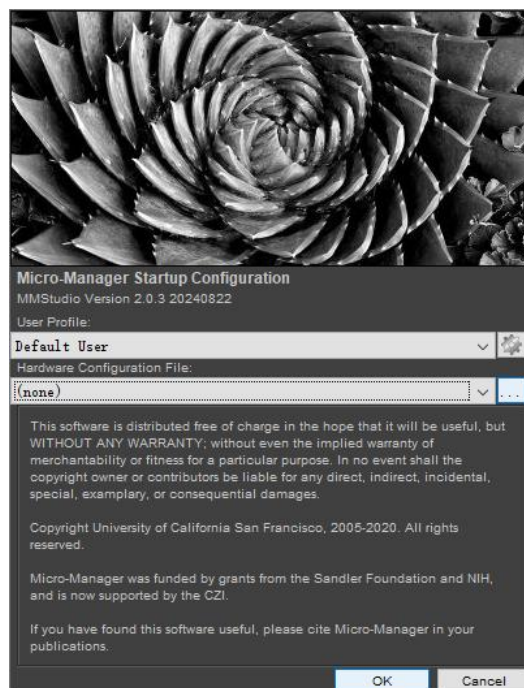 Micro-Manager Startup Configuration
MMStudio Version 2.0.3 20240822
User Profile:
Default User
Hardware Configuration File:
(none)
...
This software is distributed free of charge in the hope that it will be useful, but
WITHOUT ANY WARRANTY; without even the implied warranty of
merchantability or fitness for a particular purpose. In no event shall the
copyright owner or contributors be liable for any direct, indirect, incidental,
special, examplary, or consequential damages.
Copyright University of California San Francisco, 2005-2020. All rights
reserved.
Micro-Manager was funded by grants from the Sandler Foundation and NIH,
and is now supported by the CZI.
If you have found this software useful, please cite Micro-Manager in your
publications.
OK Cancel